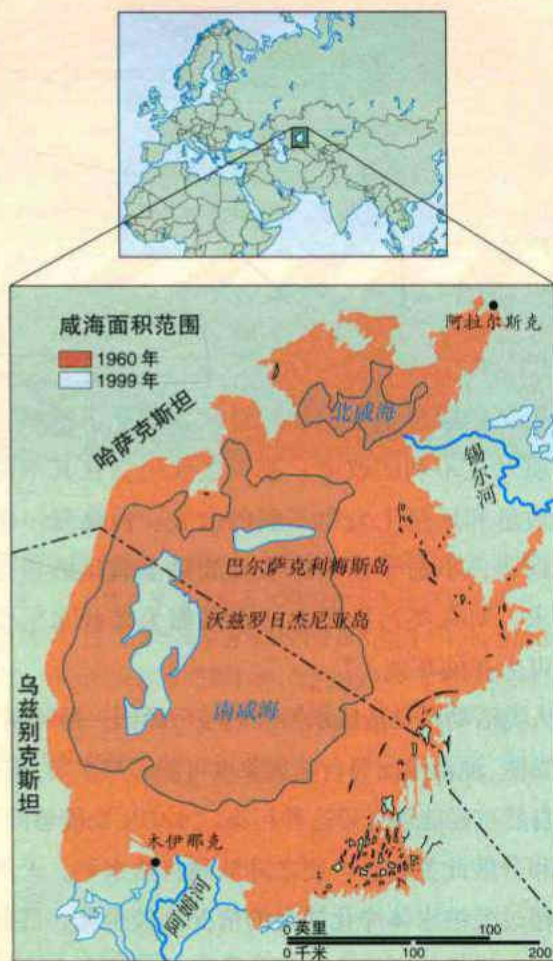 咸海面积范围
1960 年
1999 年
阿拉尔斯克
北咸海
哈萨克斯坦
锡尔河
巴尔萨克利梅斯岛
沃兹罗日杰尼亚岛
南咸海
乌兹别克斯坦
木伊那克
阿姆河
0 英里 100
0 千米 100 200